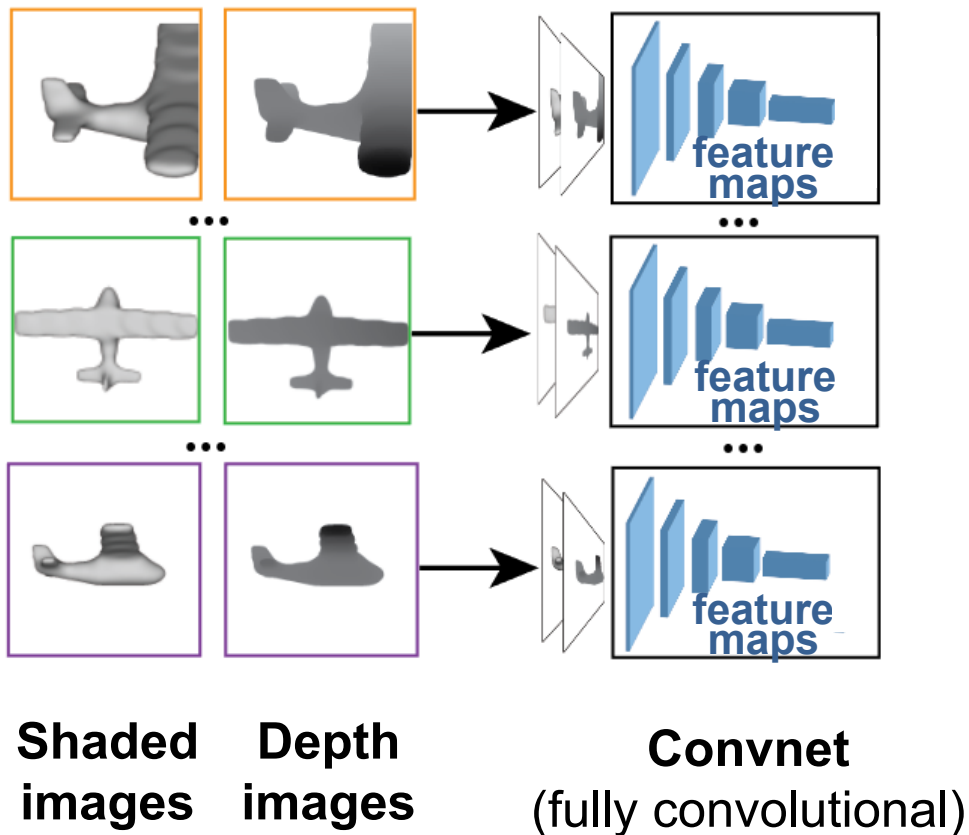 feature
maps
...
...
feature
maps
...
...
feature
maps
Shaded
images
Depth
images
Convnet
(fully convolutional)